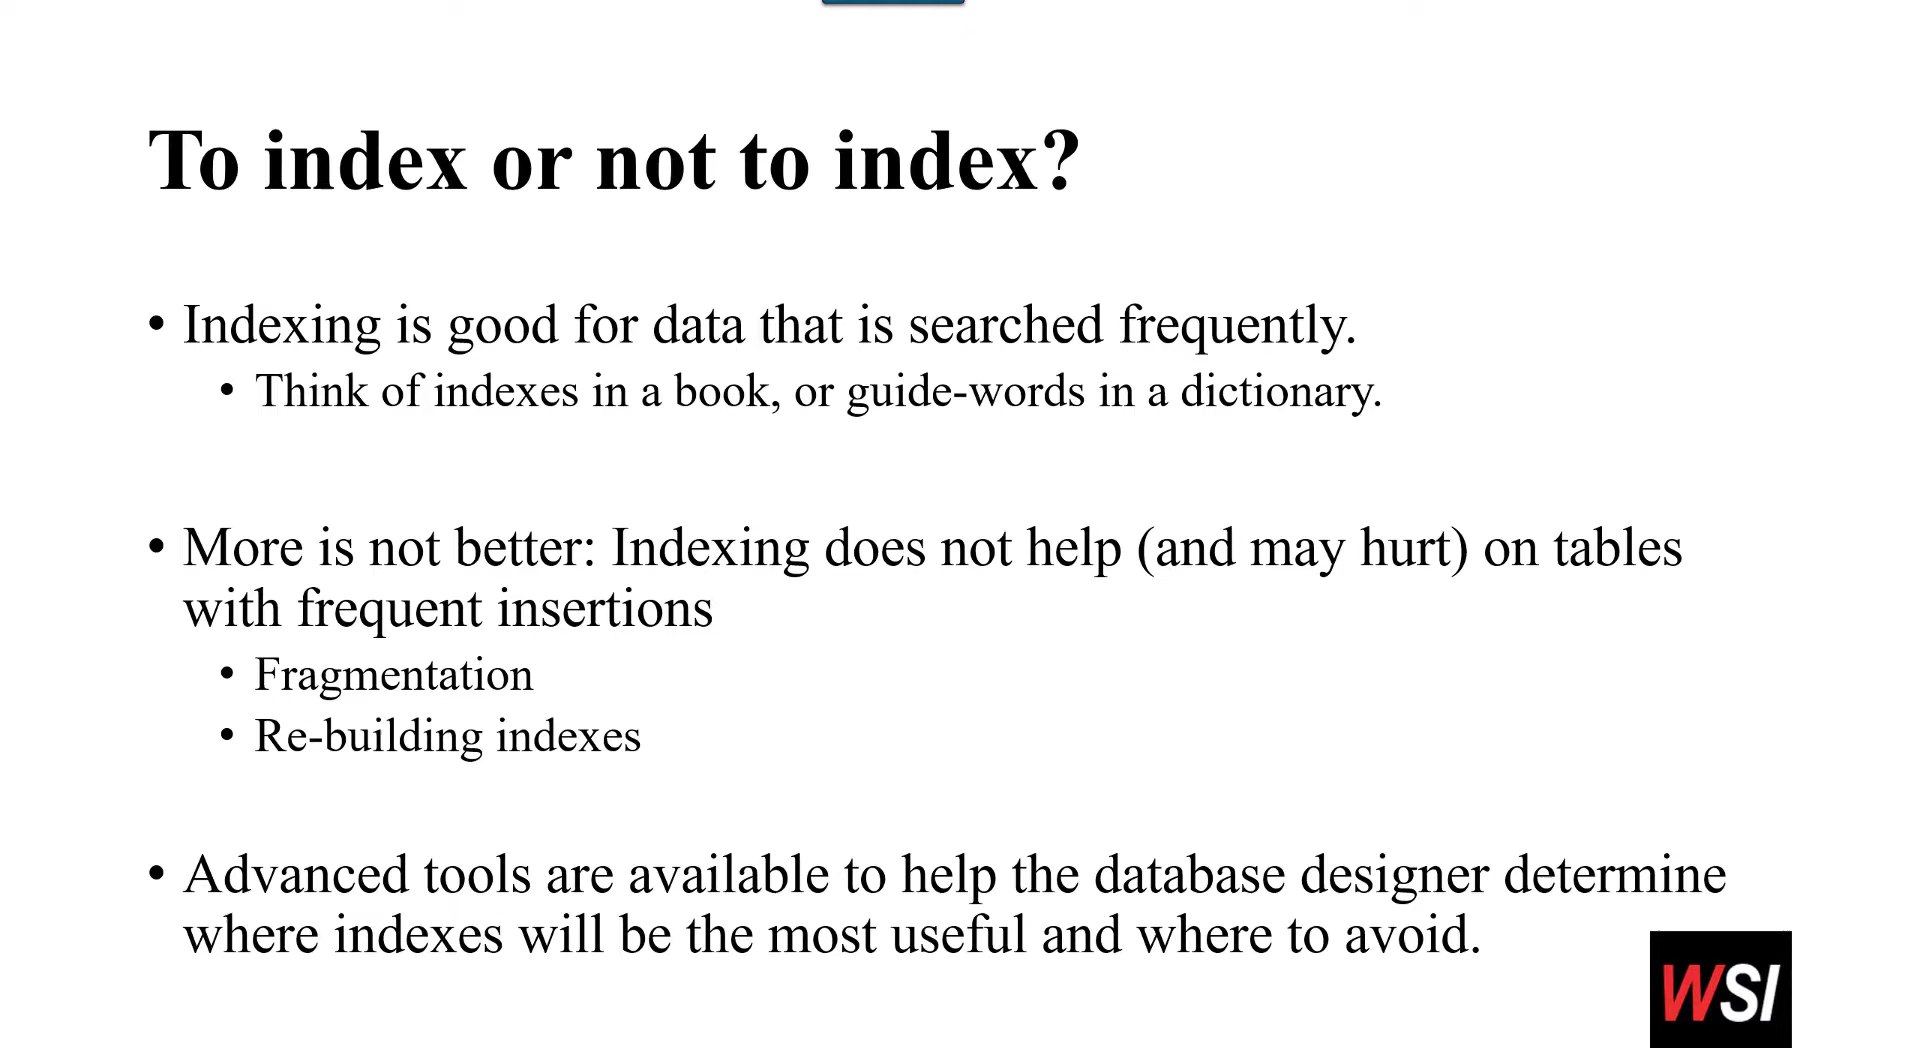 To index or not to index?
• Indexing is good for data that is searched frequently.
• Think of indexes in a book, or guide-words in a dictionary.
• More is not better: Indexing does not help (and may hurt) on tables
with frequent insertions
• Fragmentation
• Re-building indexes
• Advanced tools are available to help the database designer determine
where indexes will be the most useful and where to avoid.
WSI